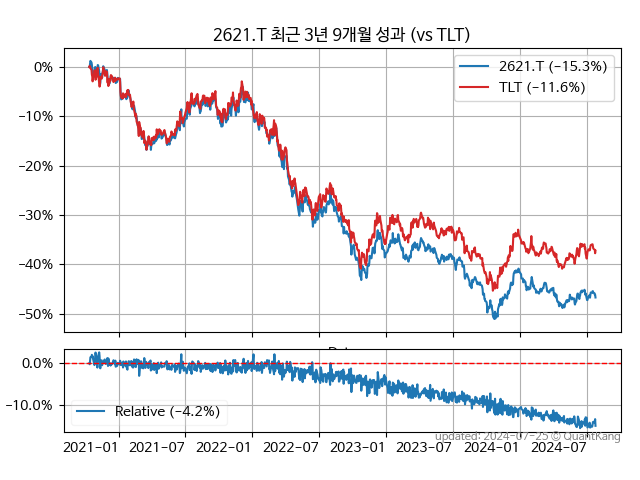 2621.T 최근 3년 9개월 성과 (vs TLT)
2621.T (−15.3%)
TLT (−11.6%)
0%
−10%
−20%
−30%
−40%
−50%
0.0%
−10.0%
Relative (−4.2%)
2021−01 2021−07 2022−01 2022−07 2023−01 2023−07 2024−01 2024−07
updated: 2024−07−25 © QuantKang